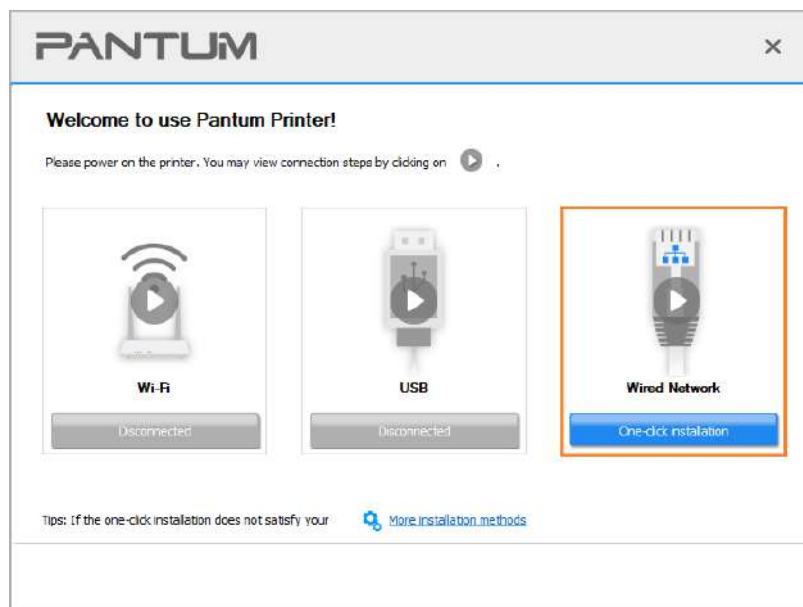 PANTUM
Welcome to use Pantum Printer!
Please power on the printer. You may view connection steps by clicking on .
Wi-Fi
USB
Wired Network
Disconnected
Disconnected
One-click installation
Tips: If the one-click installation does not satisfy your More installation methods